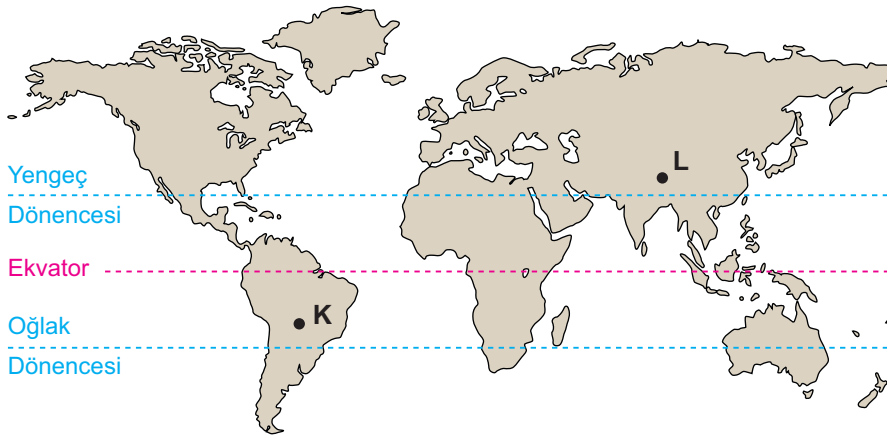 L
Yengeç
Dönencesi
Ekvator
K
Oğlak
Dönencesi